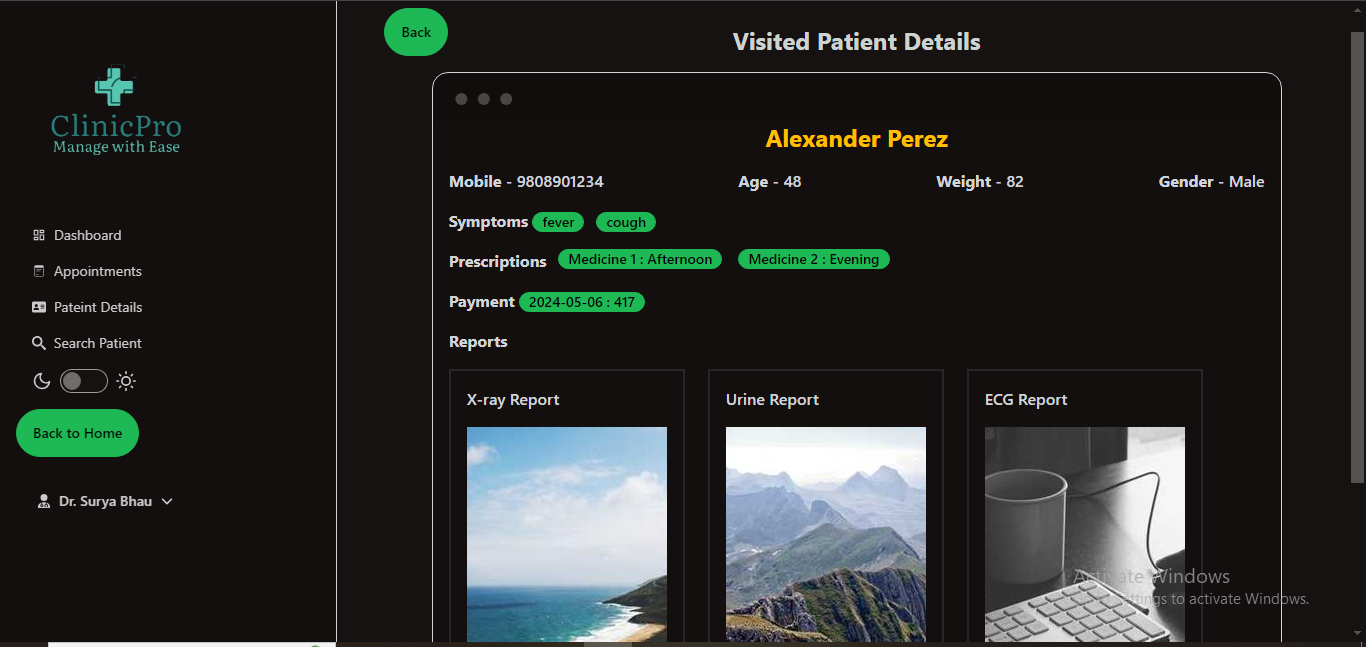 ClinicPro
Manage with Ease
Dashboard
Appointments
Pateint Details
Search Patient
Back to Home
Dr. Surya Bhau
Back
Visited Patient Details
Alexander Perez
Mobile - 9808901234 Age - 48 Weight - 82 Gender - Male
Symptoms fever cough
Prescriptions Medicine 1 : Afternoon Medicine 2 : Evening
Payment 2024-05-06 : 417
Reports
X-ray Report Urine Report ECG Report
Activate Windows
settings to activate Windows.